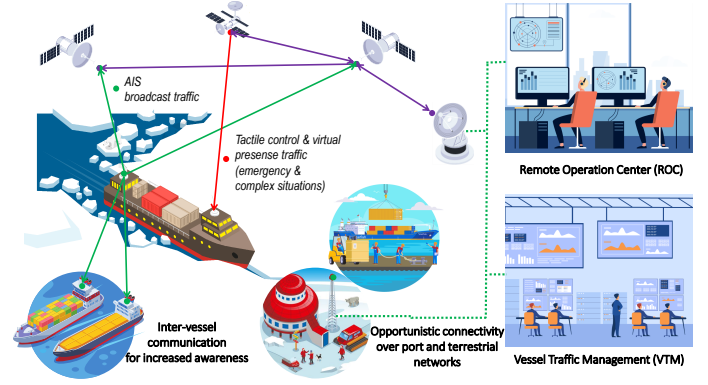 AIS
broadcast traffic
Tactile control & virtual
presense traffic
(emergency &
complex situations)
Remote Operation Center (ROC)
Inter-vessel
communication
for increased awareness
Opportunistic connectivity
over port and terrestrial
networks
Vessel Traffic Management (VTM)